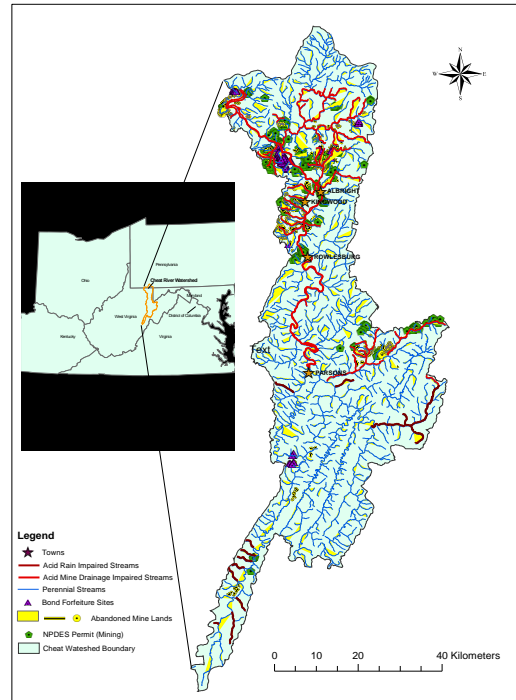 N
W E
S
ALBRIGHT
KINGWOOD
ROWLESBURG
Text
PARSONS
Pennsylvania
Ohio
Cheat River Watershed
Maryland
District of Columbia
West Virginia
Kentucky
Virginia
Legend
Towns
Acid Rain Impaired Streams
Acid Mine Drainage Impaired Streams
Perennial Streams
Bond Forfeiture Sites
Abandoned Mine Lands
NPDES Permit (Mining)
Cheat Watershed Boundary
0 10 20 40 Kilometers